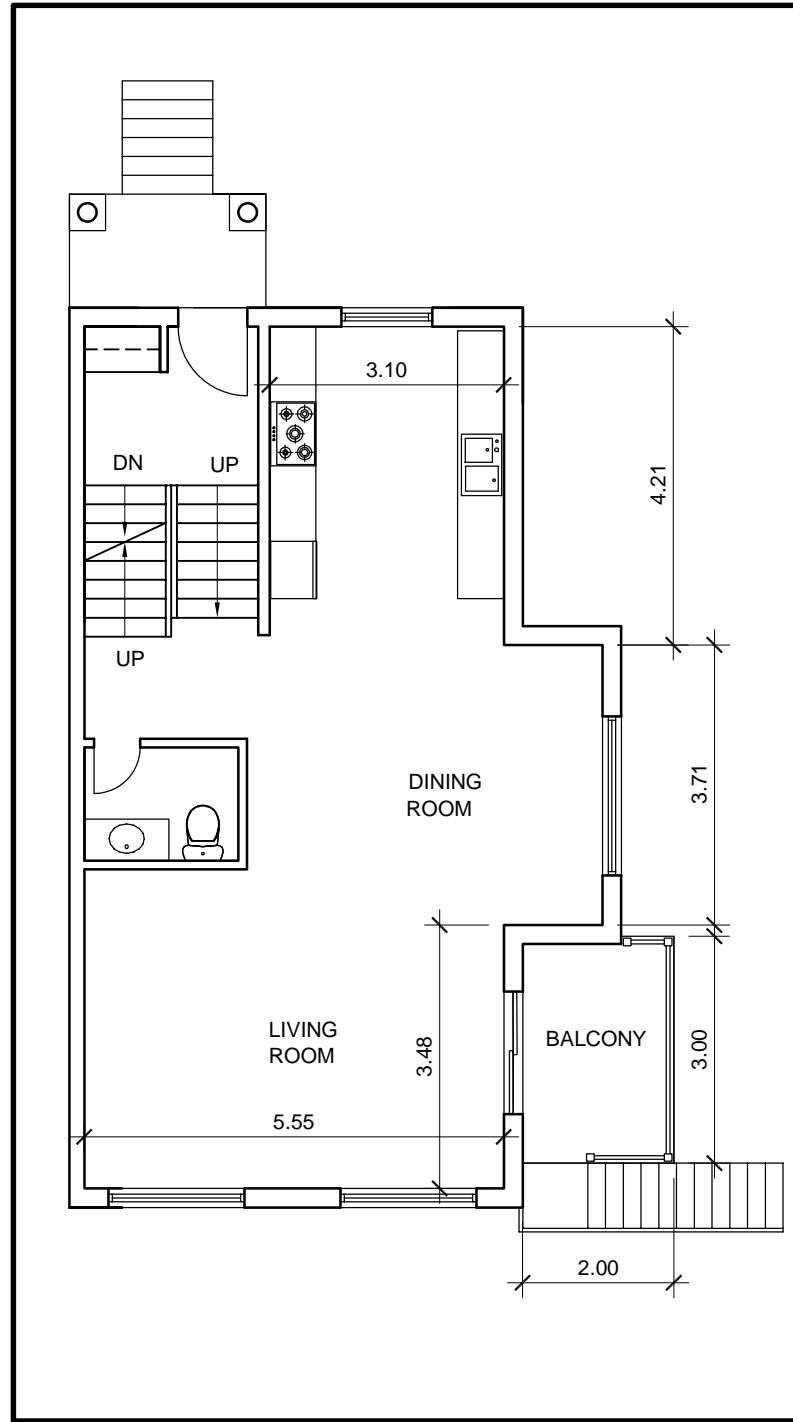 3.10
DN
UP
4.21
UP
DINING
ROOM
3.71
LIVING
ROOM
3.48
BALCONY
3.00
5.55
2.00